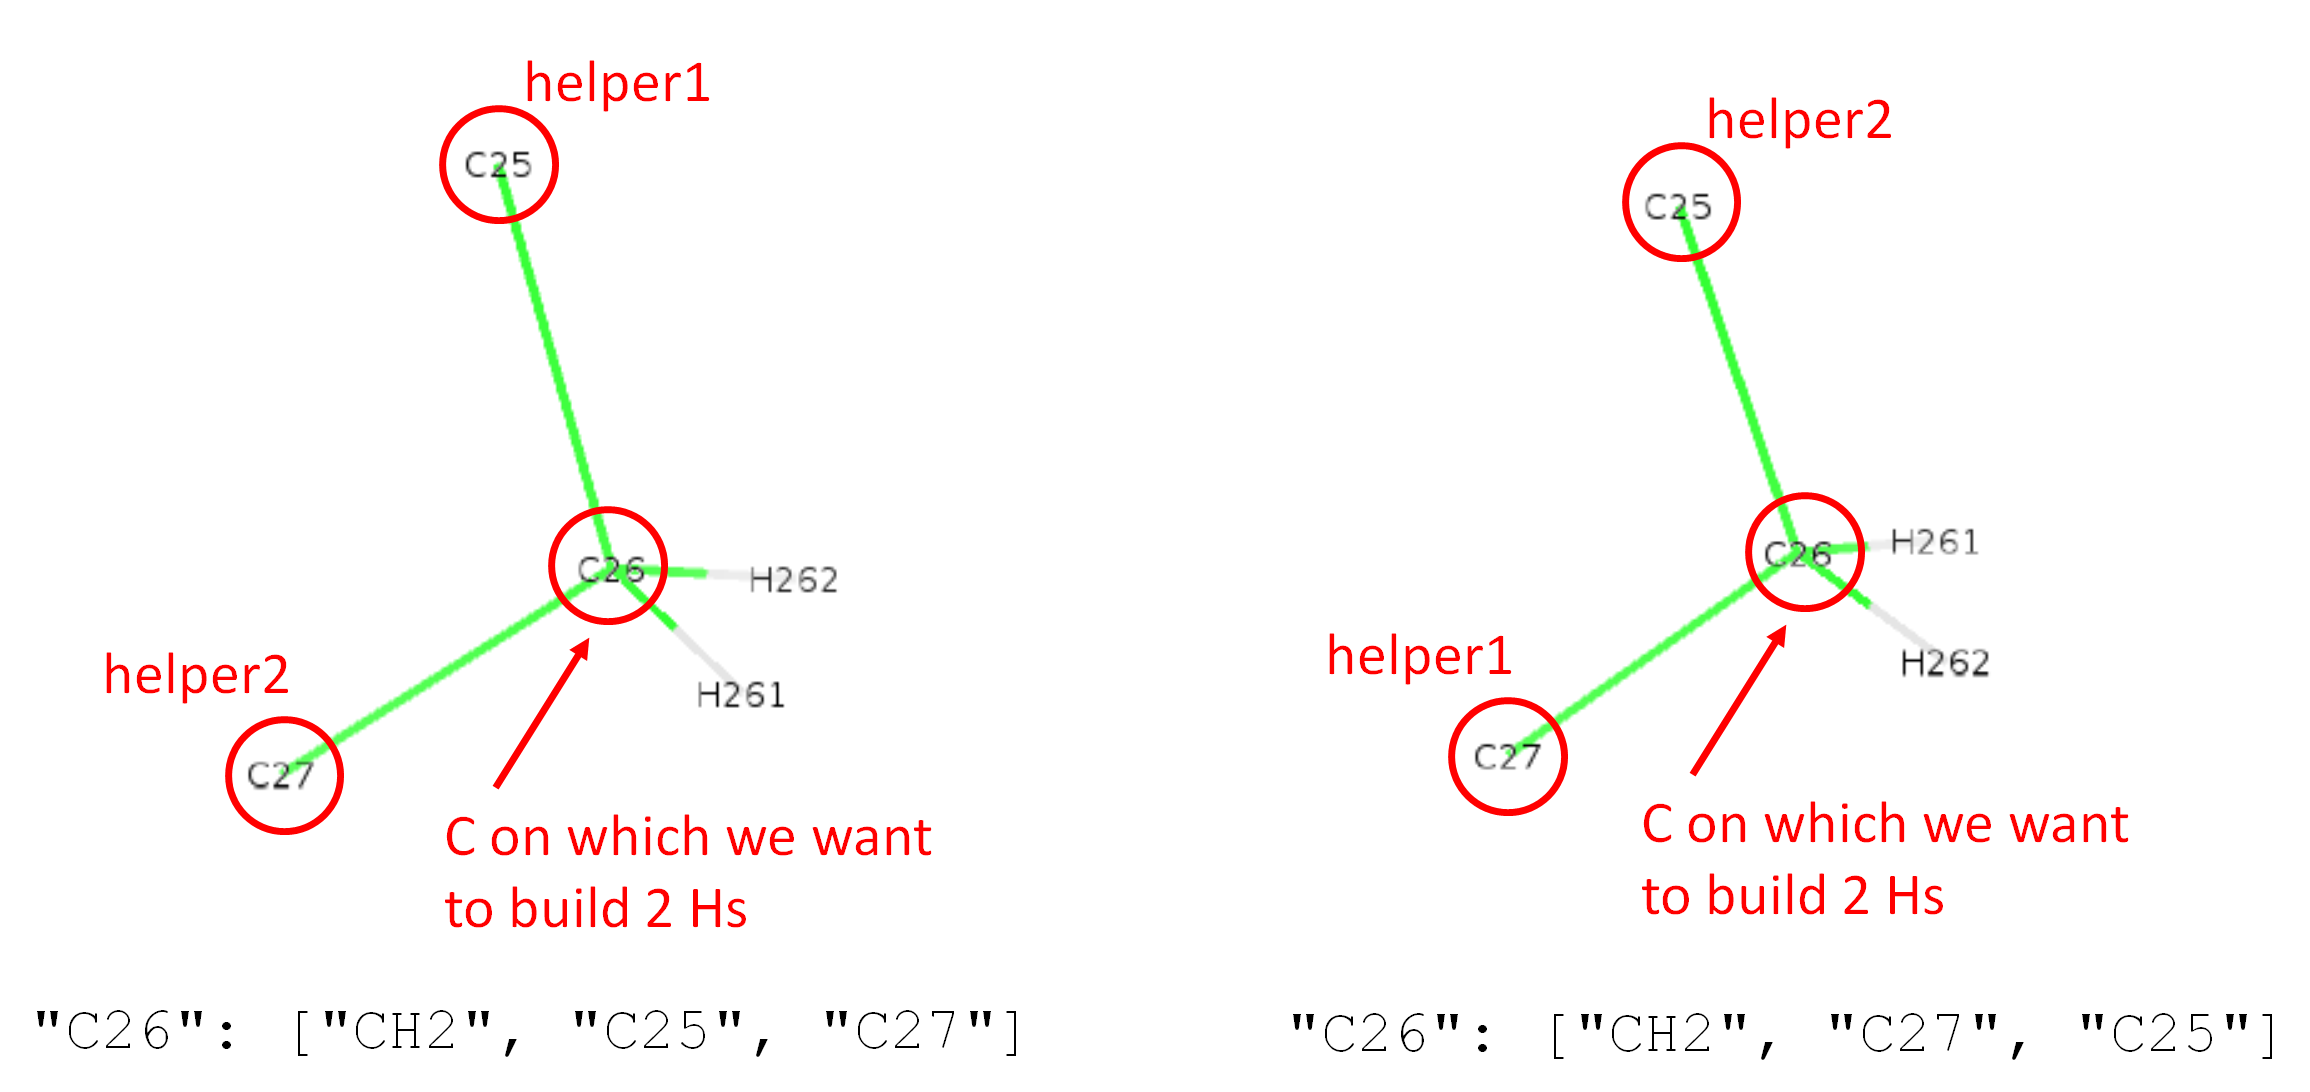 helper1
C25
C26
H262
H261
helper2
C27
C on which we want
to build 2 Hs
"C26": ["CH2", "C25", "C27"]
helper2
C25
C26
H261
H262
helper1
C27
C on which we want
to build 2 Hs
"C26": ["CH2", "C27", "C25"]